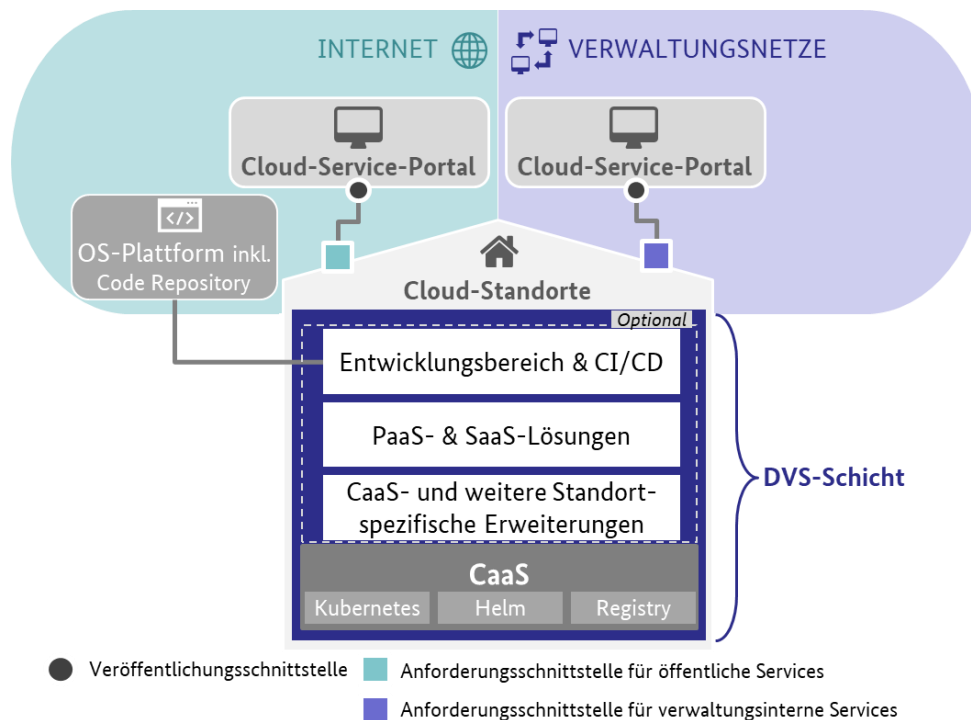 INTERNET
VERWALTUNGSNETZE
Cloud-Service-Portal
Cloud-Service-Portal
</>
OS-Plattform inkl.
Code Repository
Cloud-Standorte
Optional
Entwicklungsbereich & CI/CD
PaaS- & SaaS-Lösungen
CaaS- und weitere Standort-
spezifische Erweiterungen
DVS-Schicht
CaaS
Kubernetes
Helm
Registry
Veröffentlichungsschnittstelle
Anforderungsschnittstelle für öffentliche Services
Anforderungsschnittstelle für verwaltungsinterne Services